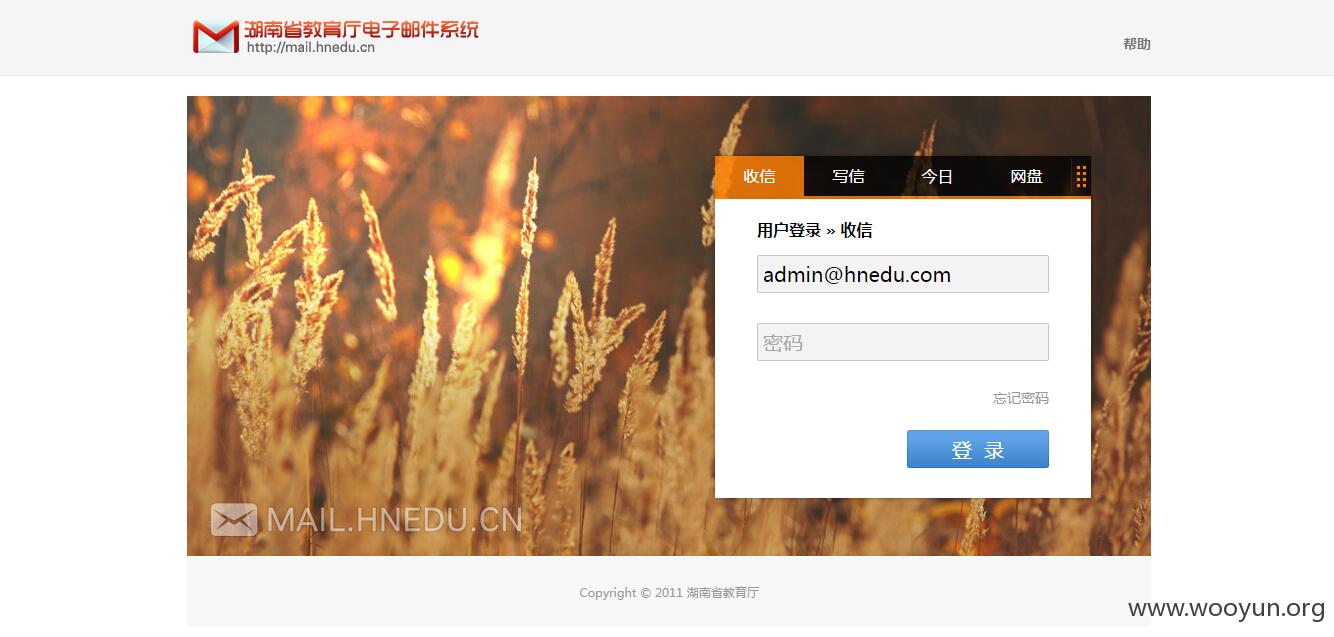 湖南省教育厅电子邮件系统
http://mail.hnedu.cn
帮助
收信 写信 今日 网盘
用户登录 » 收信
admin@hnedu.com
密码
忘记密码
登 录
MAIL.HNEDU.CN
Copyright © 2011 湖南省教育厅
www.wooyun.org